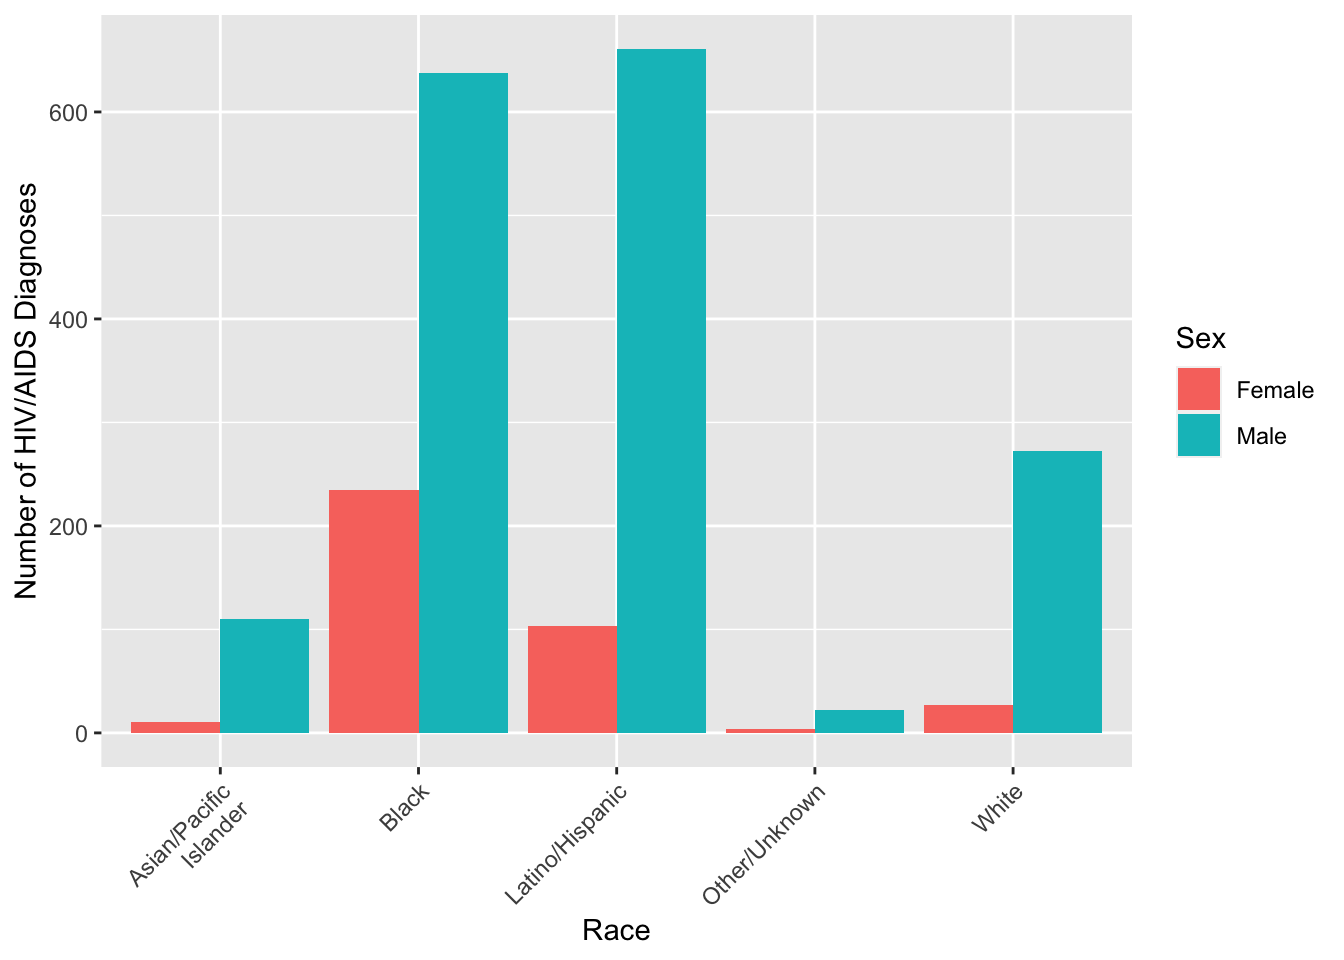 Number of HIV/AIDS Diagnoses
600
400
200
0
Asian/Pacific
Islander
Black
Latino/Hispanic
Other/Unknown
White
Race
Sex
Female
Male